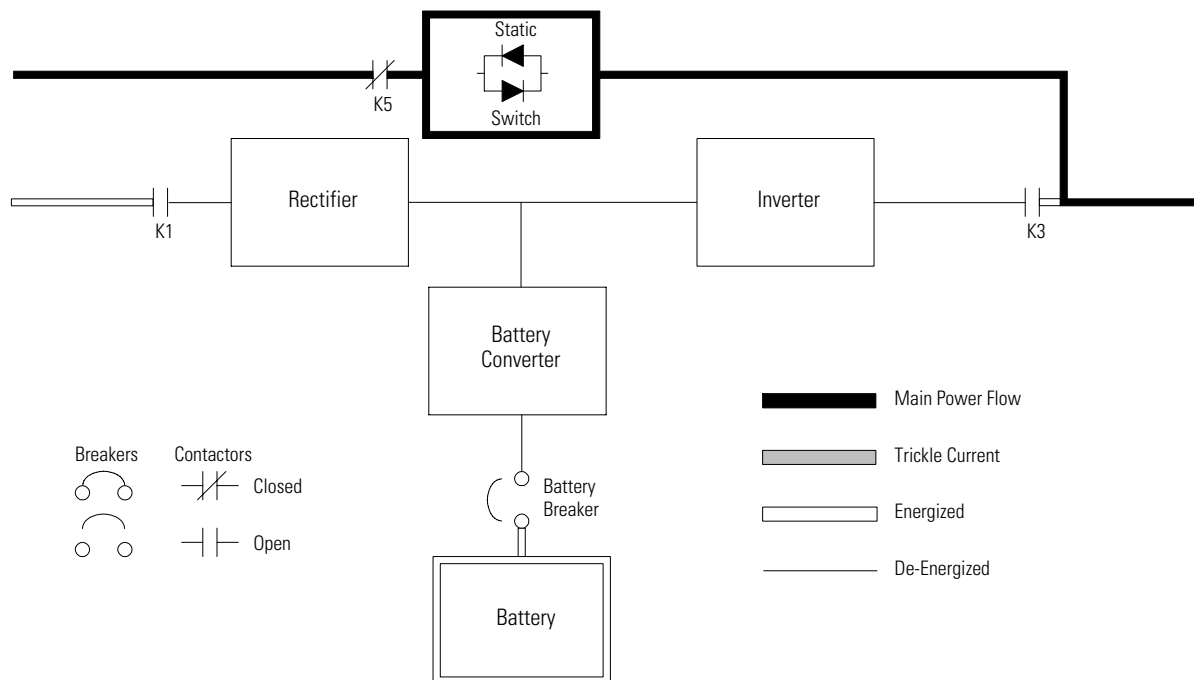 Static
Switch
K5
Rectifier
Inverter
K1
K3
Battery
Converter
Main Power Flow
Trickle Current
Energized
De-Energized
Breakers
Contactors
Closed
Open
Battery
Breaker
Battery